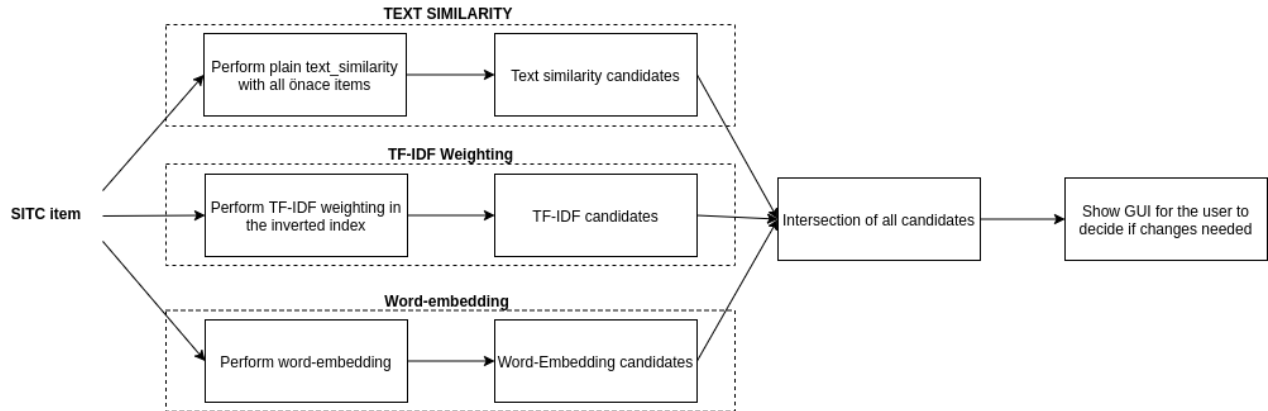 TEXT SIMILARITY
Perform plain text_similarity
with all önace items
Text similarity candidates
TF-IDF Weighting
SITC item
Perform TF-IDF weighting in
the inverted index
TF-IDF candidates
Intersection of all candidates
Show GUI for the user to
decide if changes needed
Word-embedding
Perform word-embedding
Word-Embedding candidates